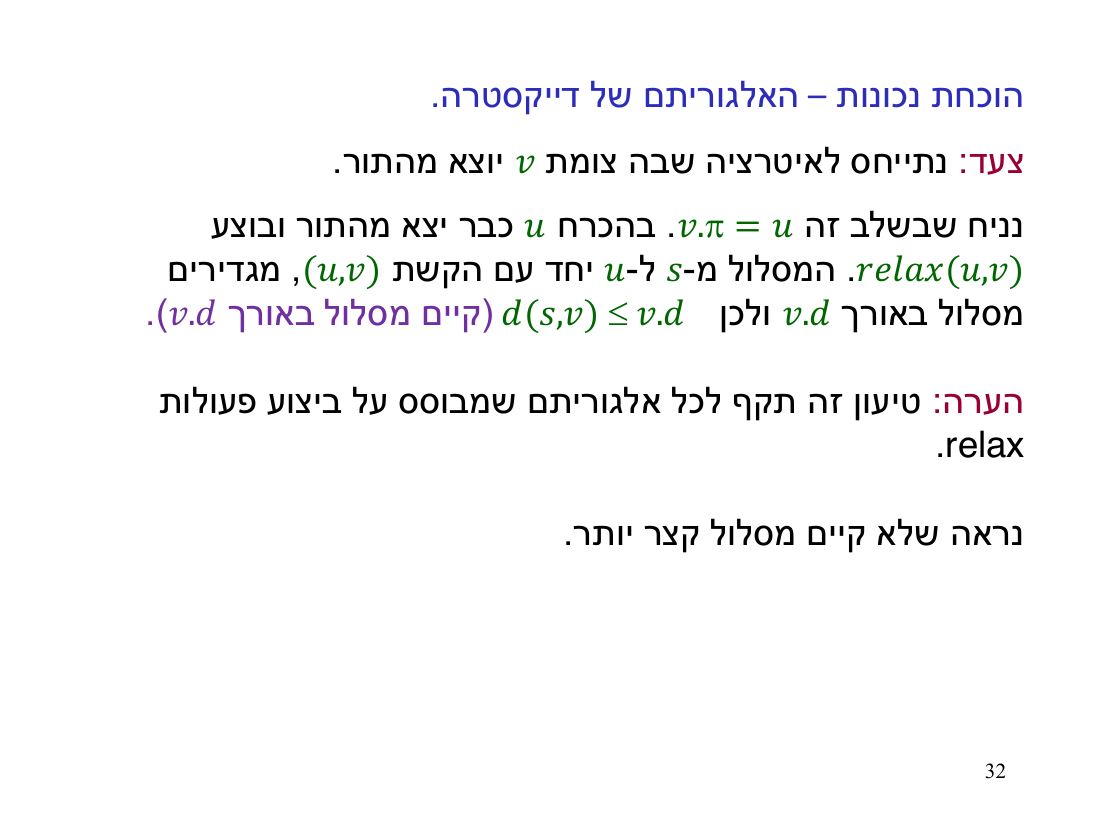 הוכחת נכונות – האלגוריתם של דייקסטרה.
צעד: נתייחס לאיטרציה שבה צומת v יוצא מהתור.
נניח שבשלב זה v.π = u. בהכרח u כבר יצא מהתור ובוצע
relax(u,v). המסלול מ-s ל-u יחד עם הקשת (u,v), מגדירים
מסלול באורך v.d ולכן d(s,v) ≤ v.d (קיים מסלול באורך v.d).
הערה: טיעון זה תקף לכל אלגוריתם שמבוסס על ביצוע פעולות
relax.
נראה שלא קיים מסלול קצר יותר.
32